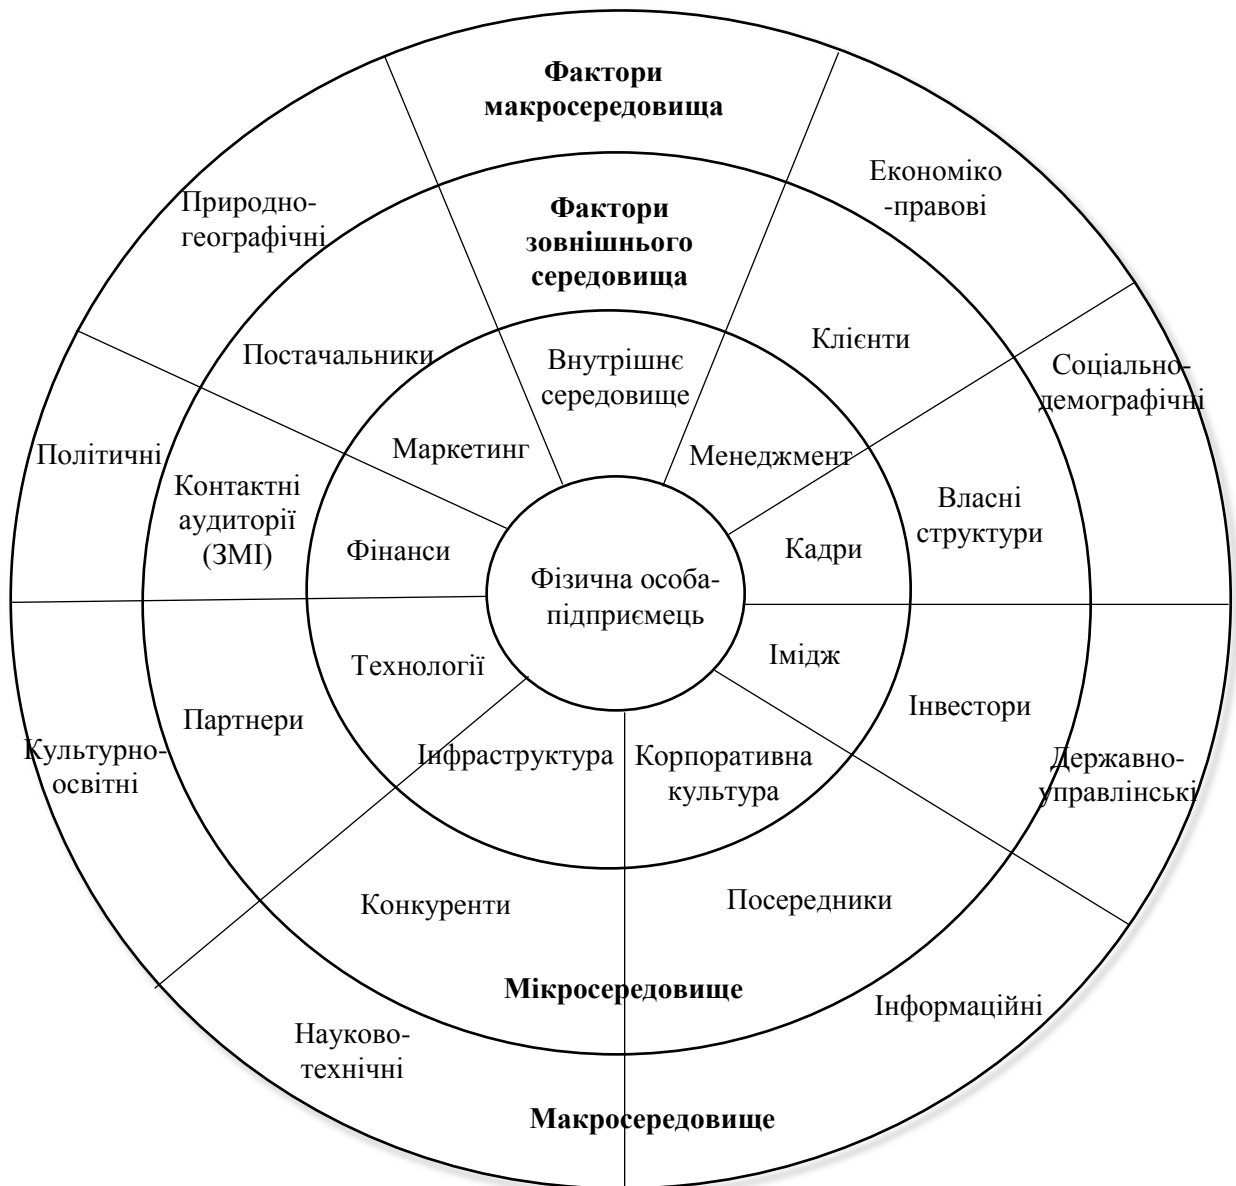 Фактори
макросередовища
Економіко
-правові
Природно-
географічні
Фактори
зовнішнього
середовища
Клієнти
Постачальники
Внутрішнє
середовище
Соціально-
демографічні
Маркетинг
Менеджмент
Політичні
Контактні
аудиторії
(ЗМІ)
Власні
структури
Фінанси
Кадри
Фізична особа-
підприємець
Технології
Імідж
Партнери
Інвестори
Культурно-
освітні
Інфраструктура
Корпоративна
культура
Державно-
управлінські
Конкуренти
Посередники
Мікросередовище
Інформаційні
Науково-
технічні
Макросередовище